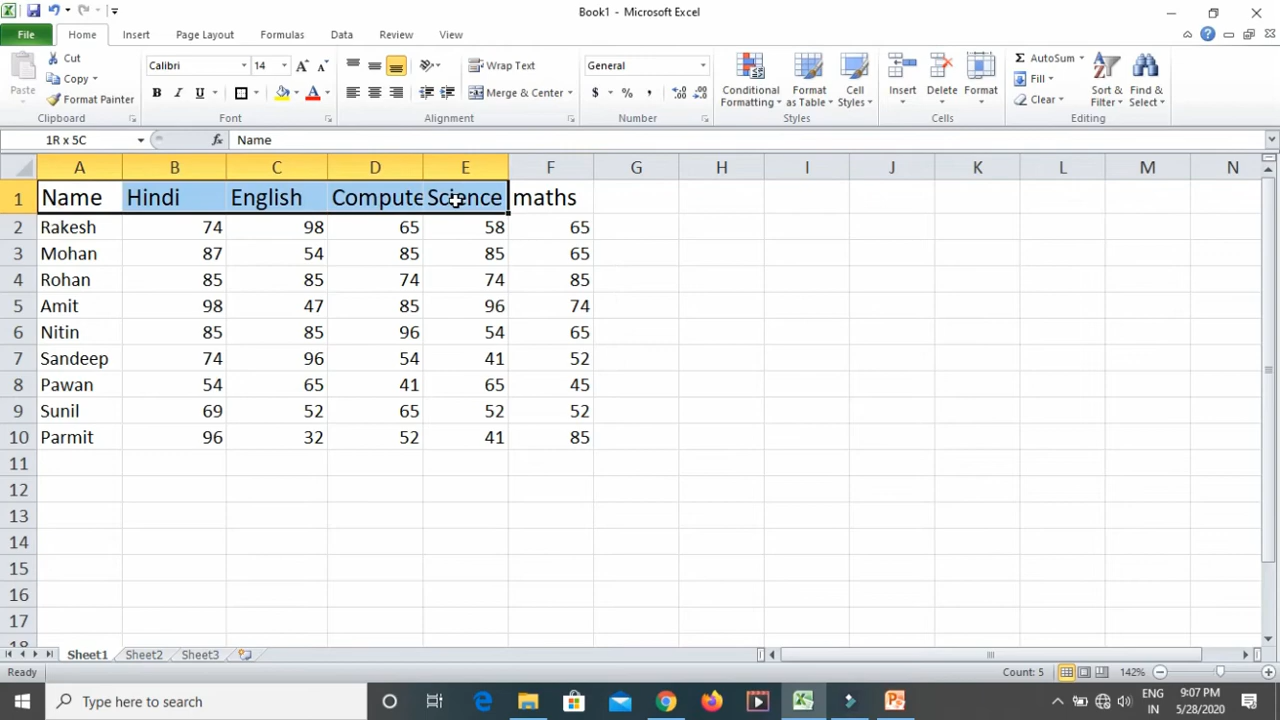 Book1 - Microsoft Excel
File Home Insert Page Layout Formulas Data Review View
Cut
Copy
Format Painter
Paste
Clipboard
Calibri 14
B I U
Font
Wrap Text
Merge & Center
Alignment
General
$ % ,
Number
Conditional Formatting
Format as Table
Cell Styles
Styles
Insert Delete Format
Cells
AutoSum
Fill
Clear
Sort & Filter
Find & Select
Editing
1R x 5C fx Name
A B C D E F G H I J K L M N
1 Name Hindi English Compute Science maths
2 Rakesh 74 98 65 58 65
3 Mohan 87 54 85 85 65
4 Rohan 85 85 74 74 85
5 Amit 98 47 85 96 74
6 Nitin 85 85 96 54 65
7 Sandeep 74 96 54 41 52
8 Pawan 54 65 41 65 45
9 Sunil 69 52 65 52 52
10 Parmit 96 32 52 41 85
11
12
13
14
15
16
17
18
Sheet1 Sheet2 Sheet3
Ready Count: 5 142%
Type here to search
ENG
IN
9:07 PM
5/28/2020